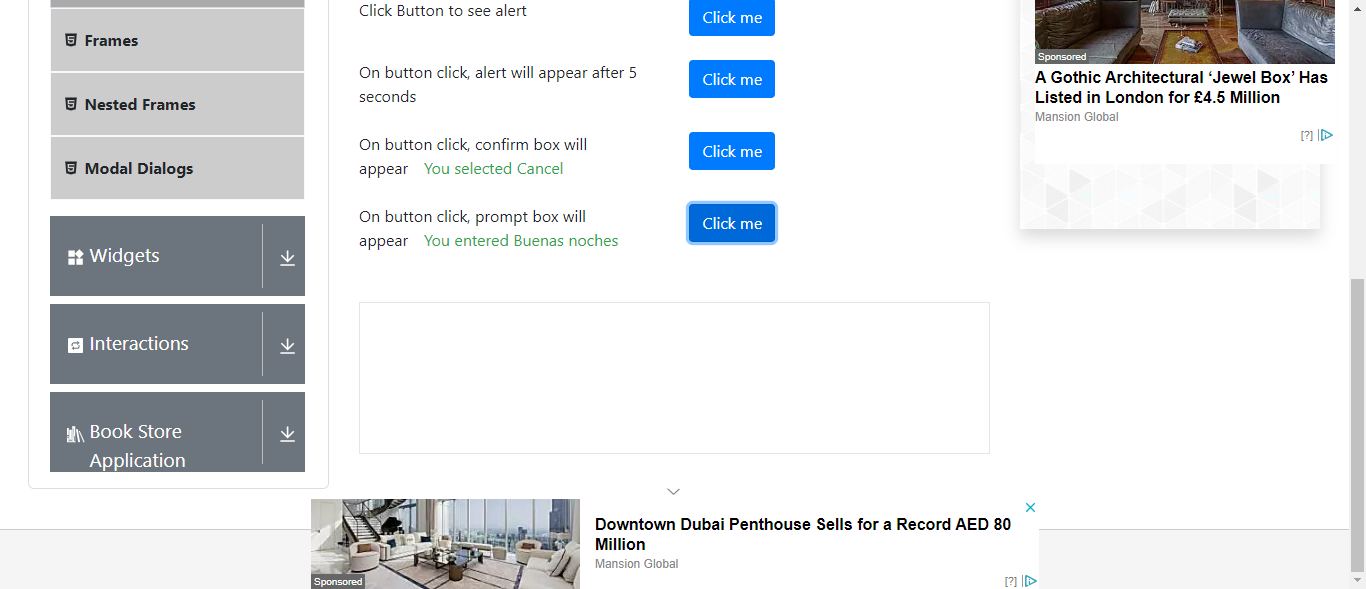 Frames
Nested Frames
Modal Dialogs
Widgets
Interactions
Book Store
Application
Click Button to see alert
Click me
On button click, alert will appear after 5
seconds
Click me
On button click, confirm box will
appear You selected Cancel
Click me
On button click, prompt box will
appear You entered Buenas noches
Click me
Sponsored
A Gothic Architectural ‘Jewel Box’ Has
Listed in London for £4.5 Million
Mansion Global
[?]
Sponsored
Downtown Dubai Penthouse Sells for a Record AED 80
Million
Mansion Global
[?]